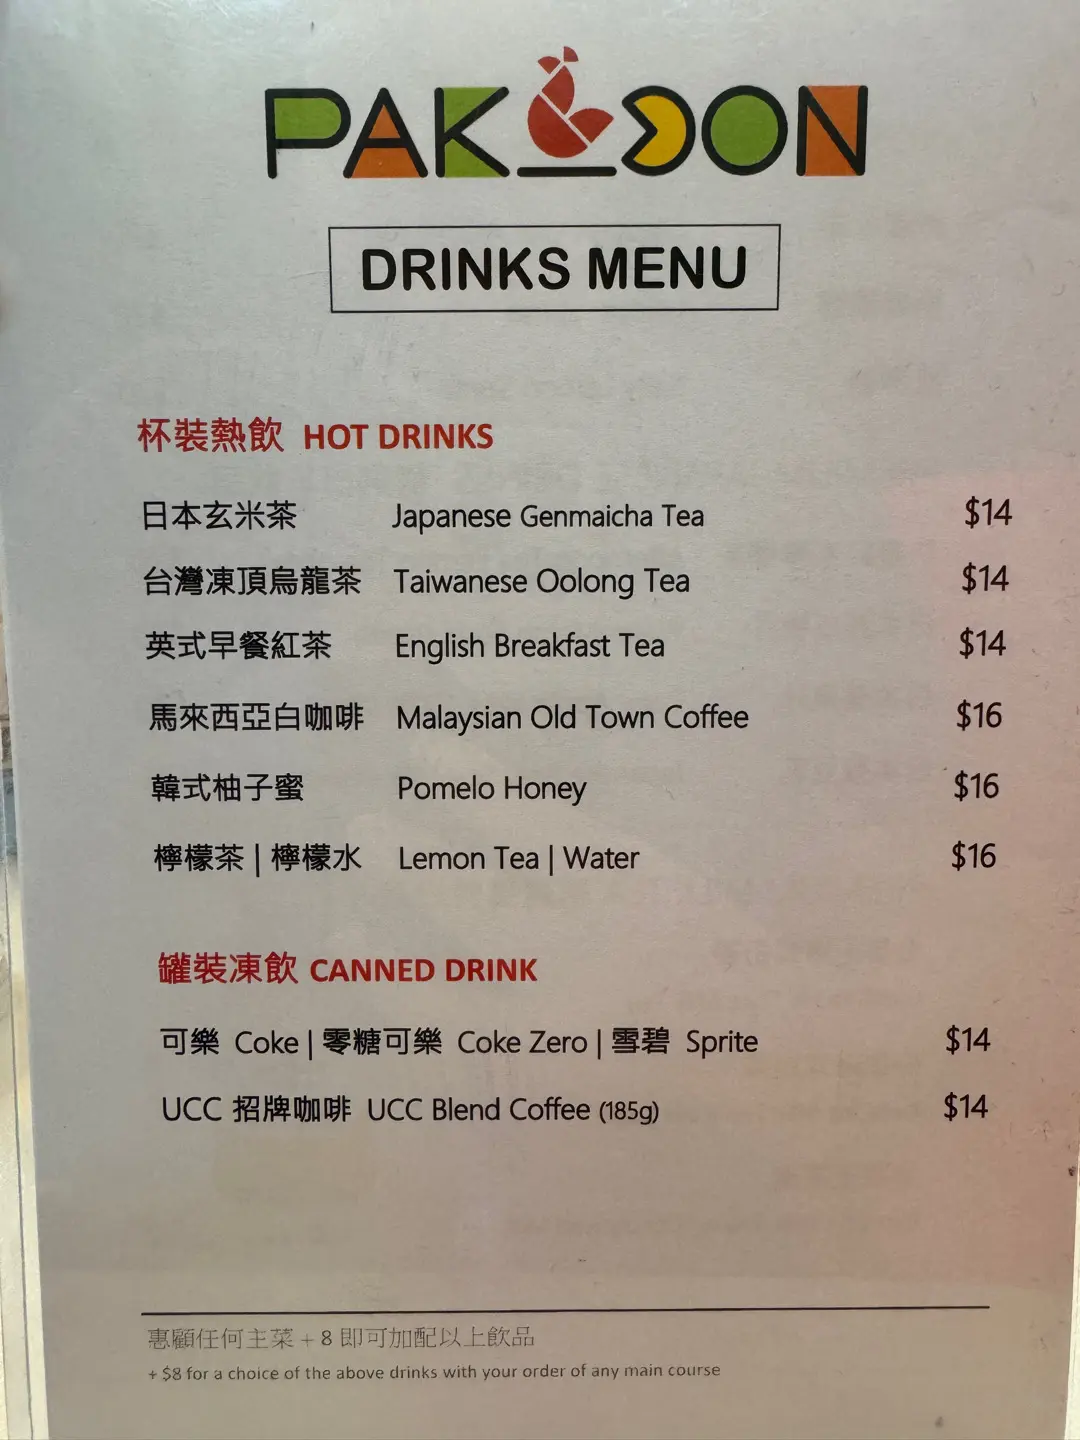 PAK LOON
DRINKS MENU
杯裝熱飲 HOT DRINKS
日本玄米茶 Japanese Genmaicha Tea $14
台灣凍頂烏龍茶 Taiwanese Oolong Tea $14
英式早餐紅茶 English Breakfast Tea $14
馬來西亞白咖啡 Malaysian Old Town Coffee $16
韓式柚子蜜 Pomelo Honey $16
檸檬茶 | 檸檬水 Lemon Tea | Water $16
罐裝凍飲 CANNED DRINK
可樂 Coke | 零糖可樂 Coke Zero | 雪碧 Sprite $14
UCC 招牌咖啡 UCC Blend Coffee (185g) $14
惠顧任何主菜 + 8 即可加配以上飲品
+ $8 for a choice of the above drinks with your order of any main course